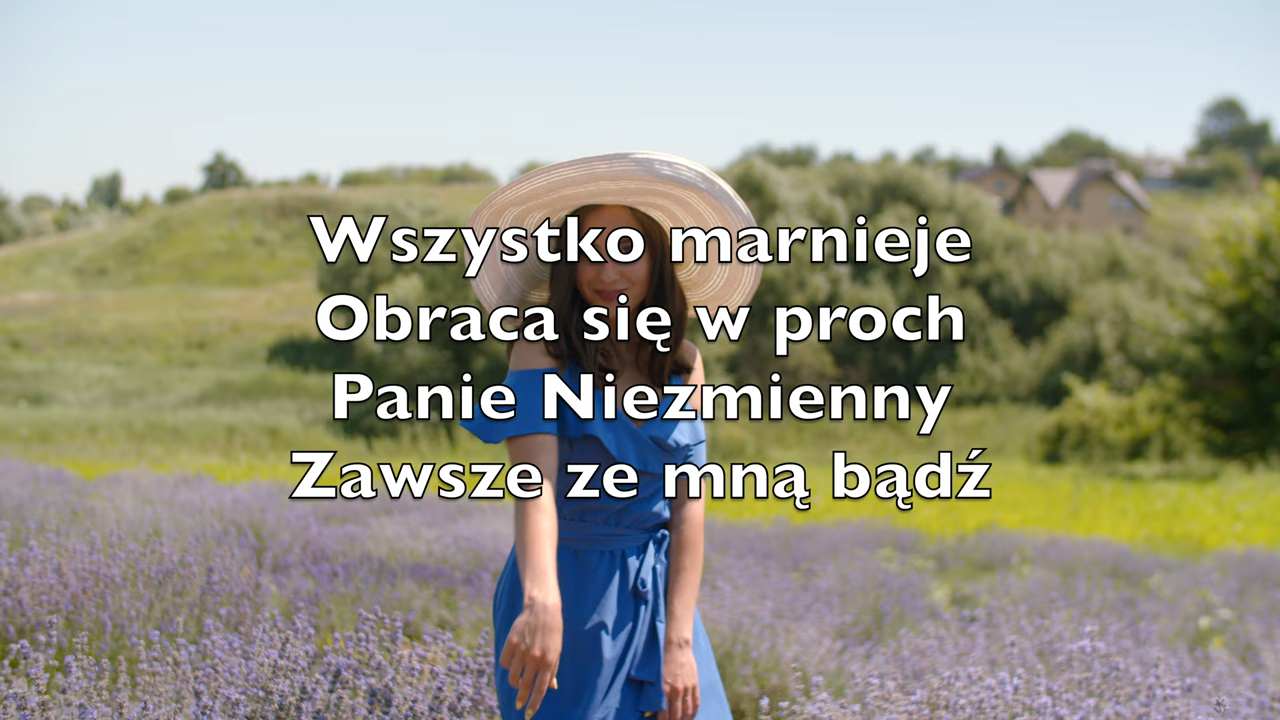 Wszystko marnieje
Obraca się w proch
Panie Niezmienny
Zawsze ze mną bądź